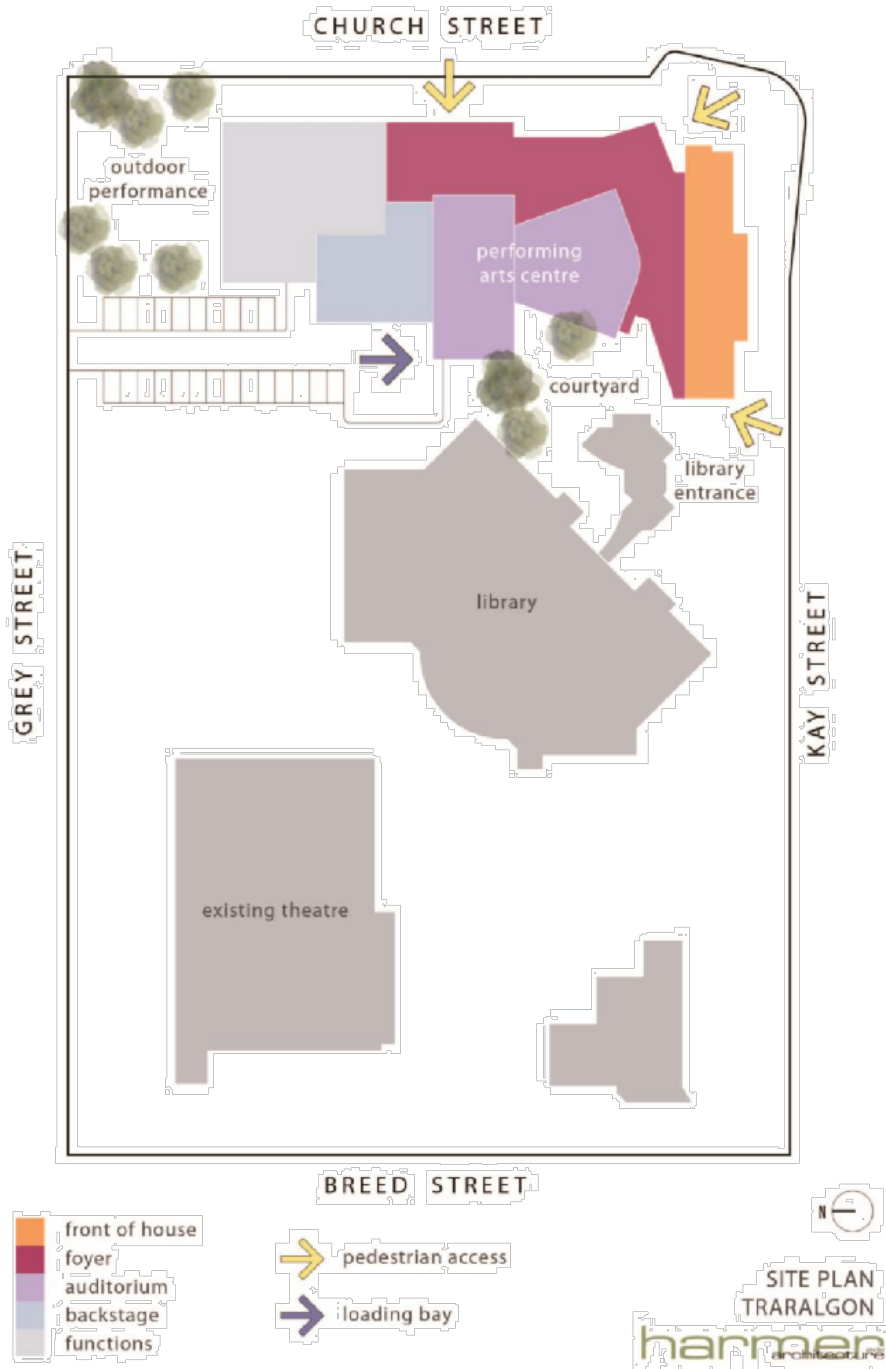 CHURCH STREET
outdoor
performance
performing
arts centre
courtyard
library
entrance
library
GREY STREET
KAY STREET
existing theatre
BREED STREET
front of house
foyer
auditorium
backstage
functions
pedestrian access
loading bay
N
SITE PLAN
TRARALGON
harmer
architecture